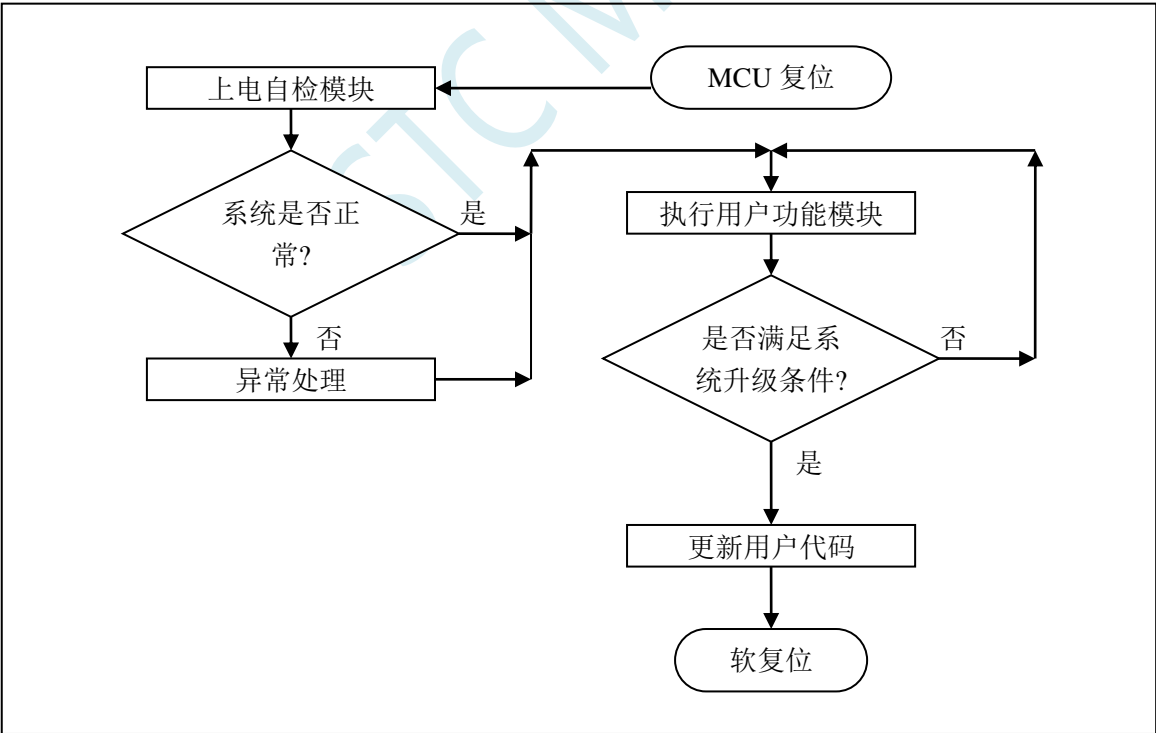 MCU 复位
上电自检模块
系统是否正
常?
是
否
异常处理
执行用户功能模块
是否满足系
统升级条件?
否
是
更新用户代码
软复位
STC M